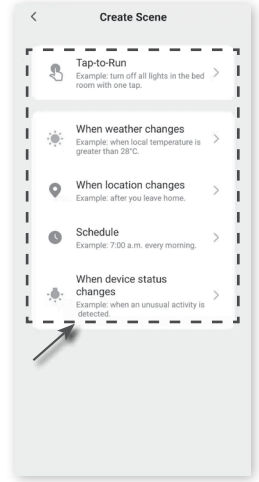 Create Scene
Tap-to-Run
Example: turn off all lights in the bed
room with one tap.
When weather changes
Example: when local temperature is
greater than 28°C.
When location changes
Example: after you leave home.
Schedule
Example: 7:00 a.m. every morning.
When device status
changes
Example: when an unusual activity is
detected.